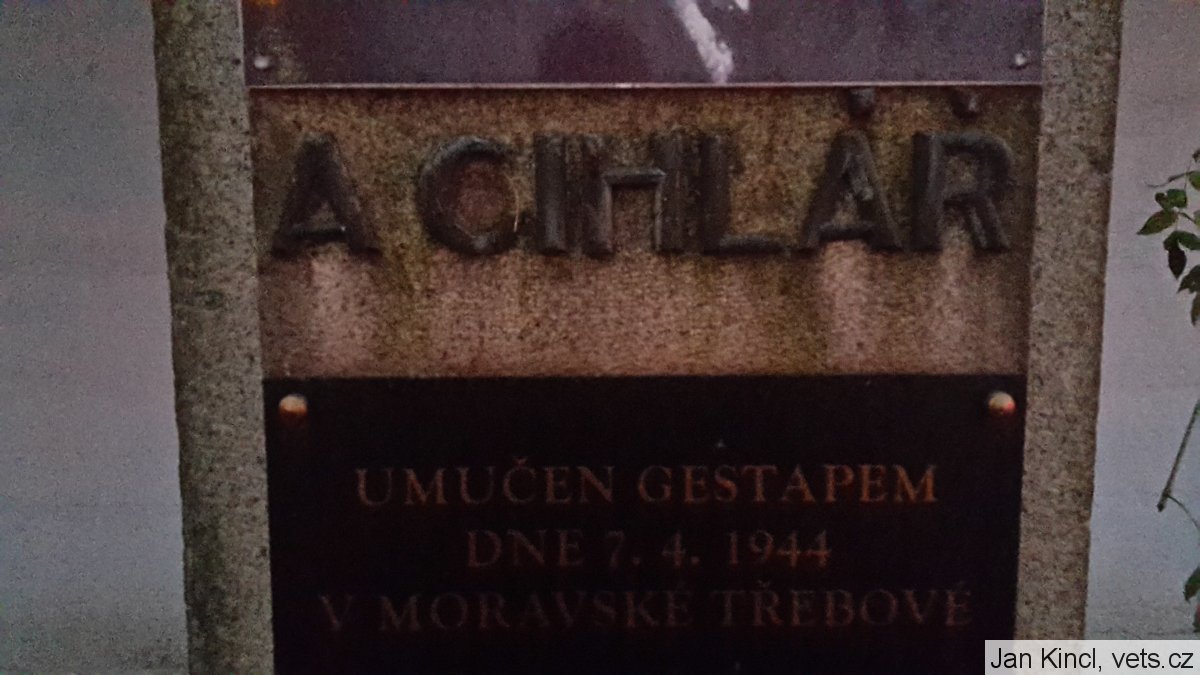 A CIHLÁŘ
UMUČEN GESTAPEM
DNE 7. 4. 1944
V MORAVSKÉ TŘEBOVÉ
Jan Kincl, vets.cz